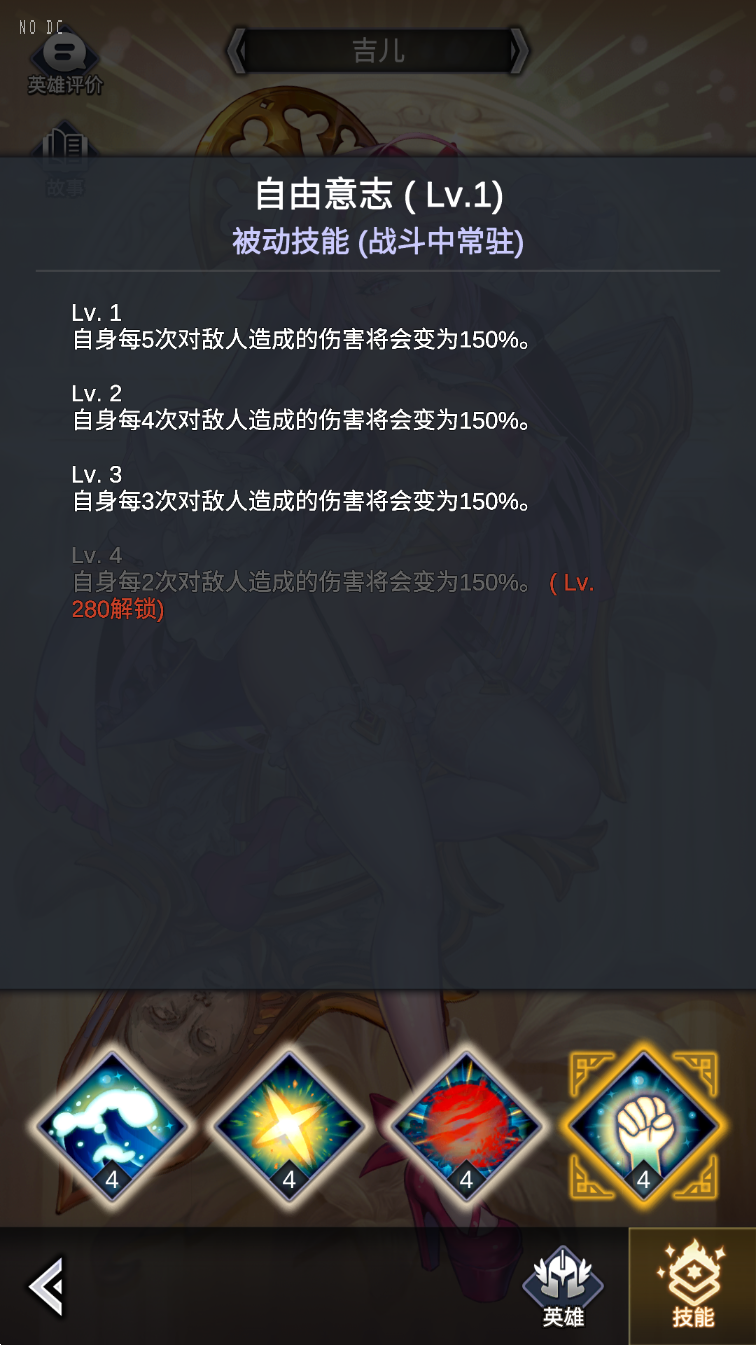 NO DC
吉儿
英雄评价
故事
自由意志 ( Lv.1)
被动技能 (战斗中常驻)
Lv. 1
自身每5次对敌人造成的伤害将会变为150%。
Lv. 2
自身每4次对敌人造成的伤害将会变为150%。
Lv. 3
自身每3次对敌人造成的伤害将会变为150%。
Lv. 4
自身每2次对敌人造成的伤害将会变为150%。 ( Lv.
280解锁)
4
4
4
4
英雄
技能